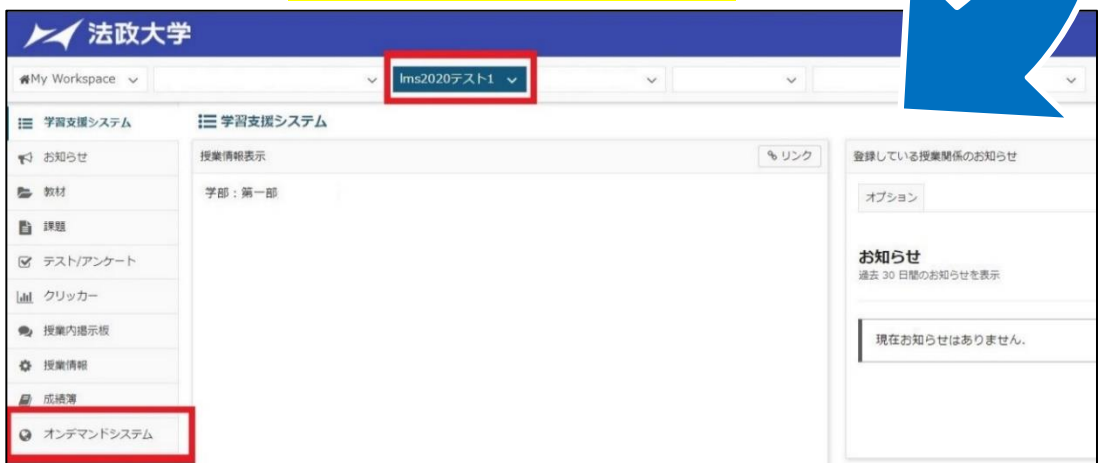 法政大学
My Workspace
lms2020テスト1
学習支援システム
お知らせ
教材
課題
テスト/アンケート
クリッカー
授業内掲示板
授業情報
成績簿
オンデマンドシステム
学習支援システム
授業情報表示
リンク
学部:第一部
登録している授業関係のお知らせ
オプション
お知らせ
過去 30 日間のお知らせを表示
現在お知らせはありません.